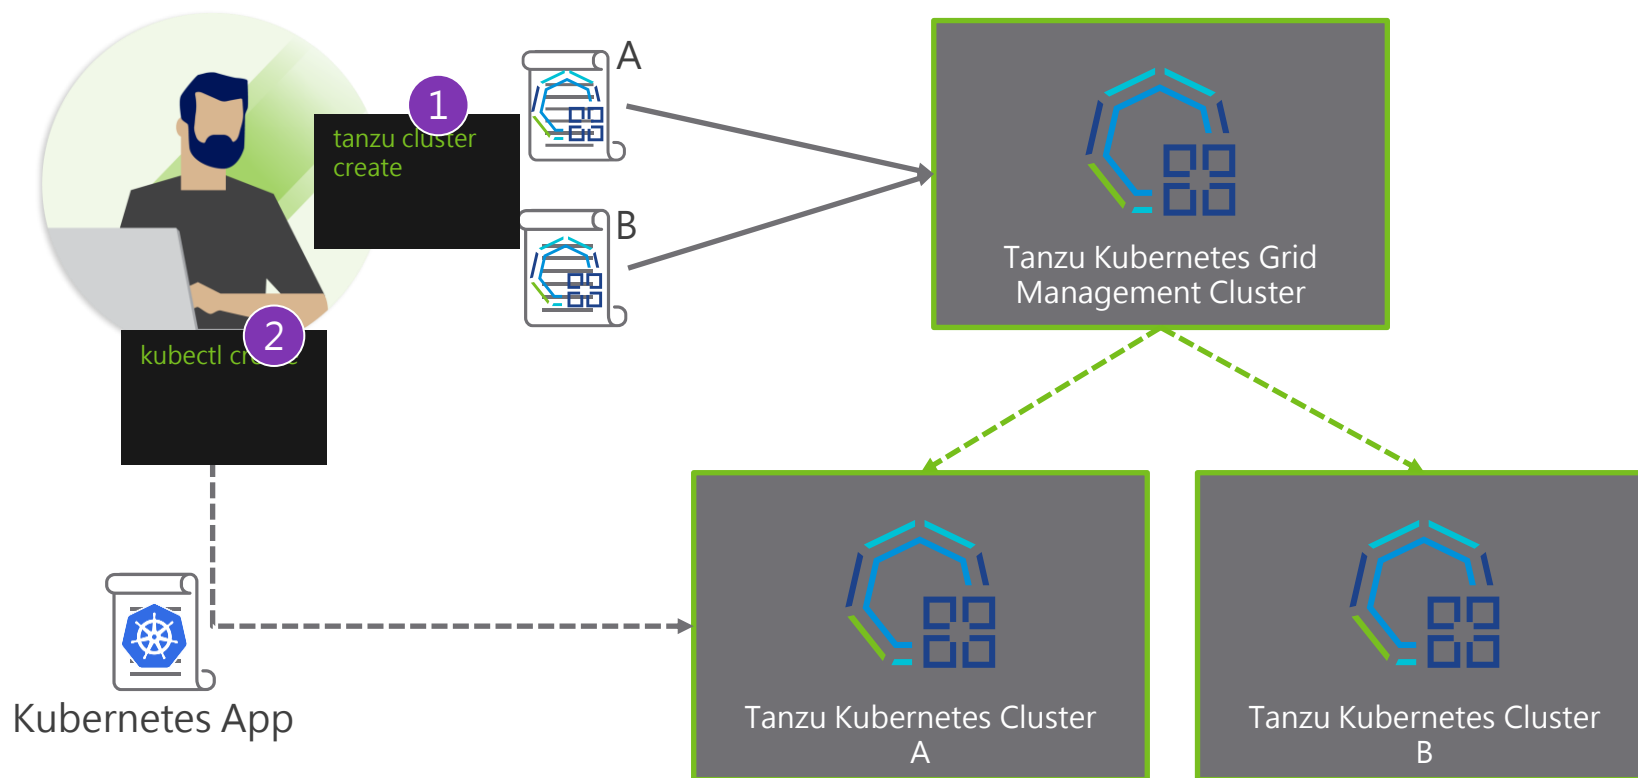 A
1
tanzu cluster
create
B
Tanzu Kubernetes Grid
Management Cluster
2
kubectl create
Kubernetes App
Tanzu Kubernetes Cluster
A
Tanzu Kubernetes Cluster
B